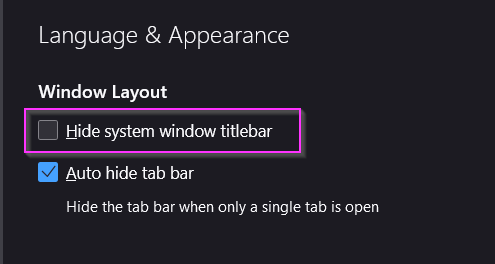 Language & Appearance
Window Layout
Hide system window titlebar
Auto hide tab bar
Hide the tab bar when only a single tab is open